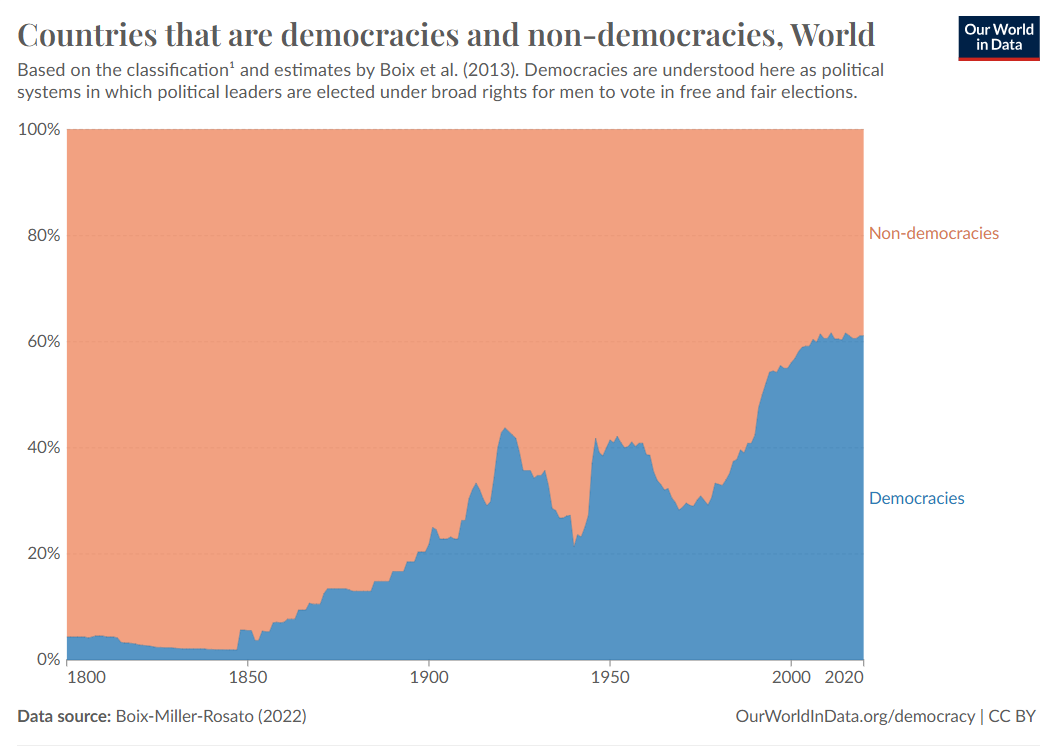 Countries that are democracies and non-democracies, World
Our World
in Data
Based on the classification¹ and estimates by Boix et al. (2013). Democracies are understood here as political
systems in which political leaders are elected under broad rights for men to vote in free and fair elections.
100%
80%
Non-democracies
60%
40%
Democracies
20%
0%
1800 1850 1900 1950 2000 2020
Data source: Boix-Miller-Rosato (2022)
OurWorldInData.org/democracy | CC BY